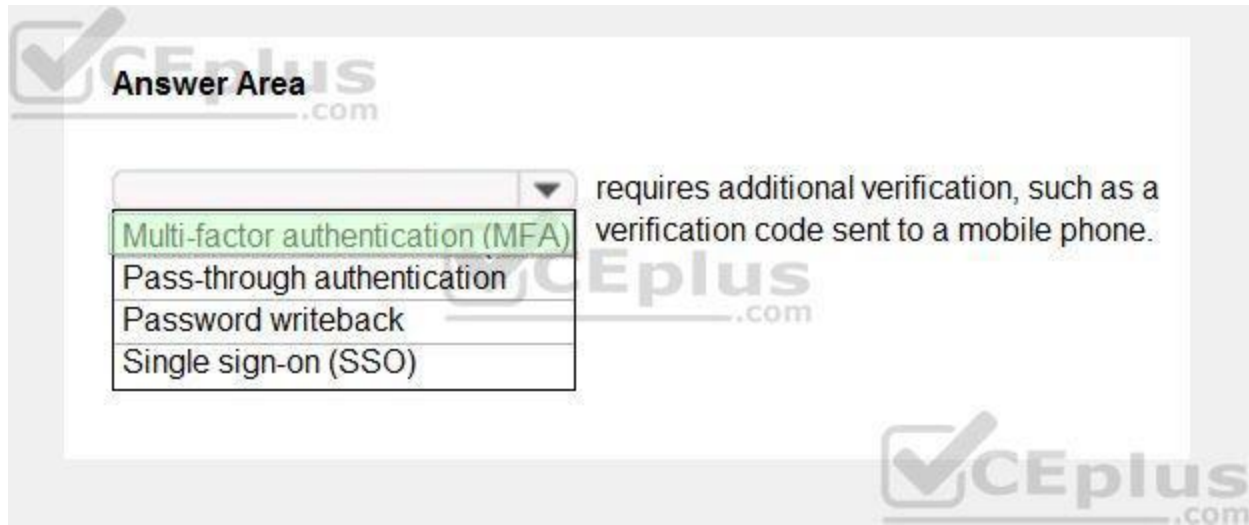 CEplus
.com
Answer Area
requires additional verification, such as a
verification code sent to a mobile phone.
Multi-factor authentication (MFA)
Pass-through authentication
Password writeback
Single sign-on (SSO)
CEplus
.com
CEplus
.com